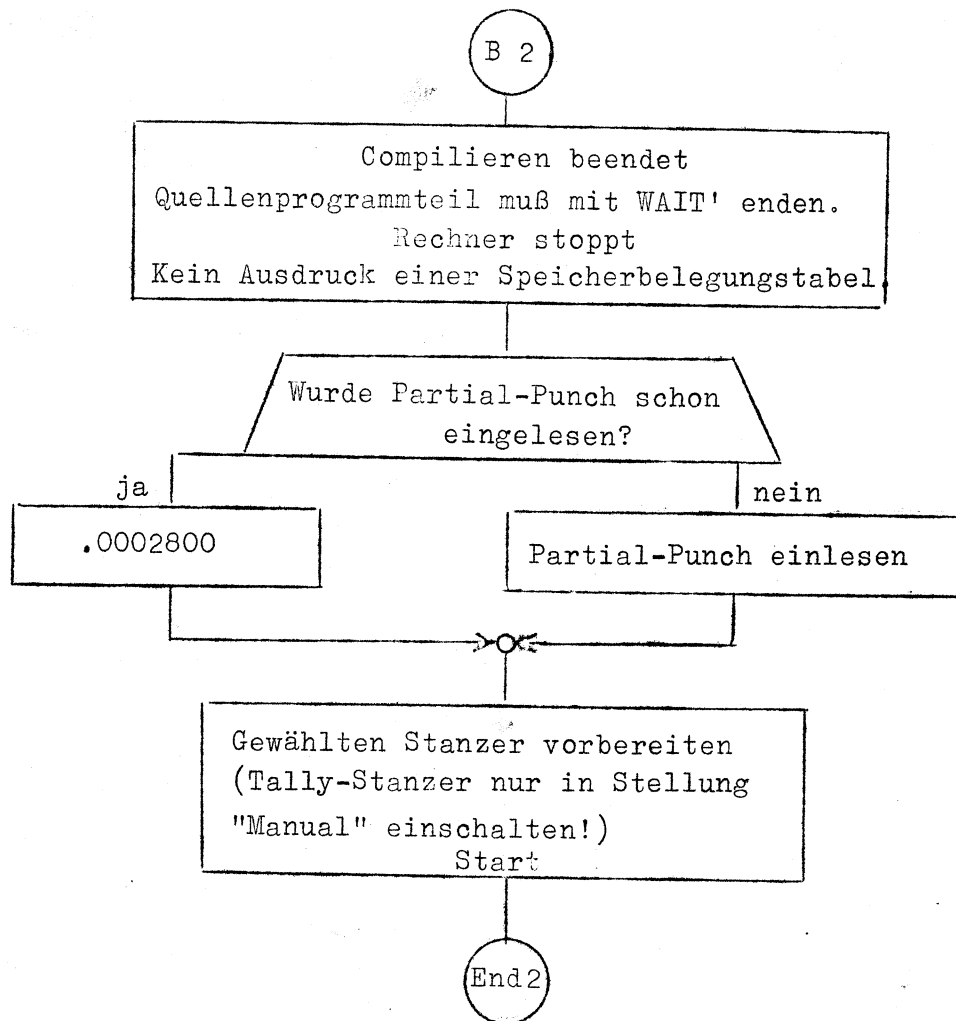 B 2
Compilieren beendet
Quellenprogrammteil muß mit WAIT' enden.
Rechner stoppt
Kein Ausdruck einer Speicherbelegungstabel.
Wurde Partial-Punch schon
eingelesen?
ja
nein
.0002800
Partial-Punch einlesen
Gewählten Stanzer vorbereiten
(Tally-Stanzer nur in Stellung
"Manual" einschalten!)
Start
End2